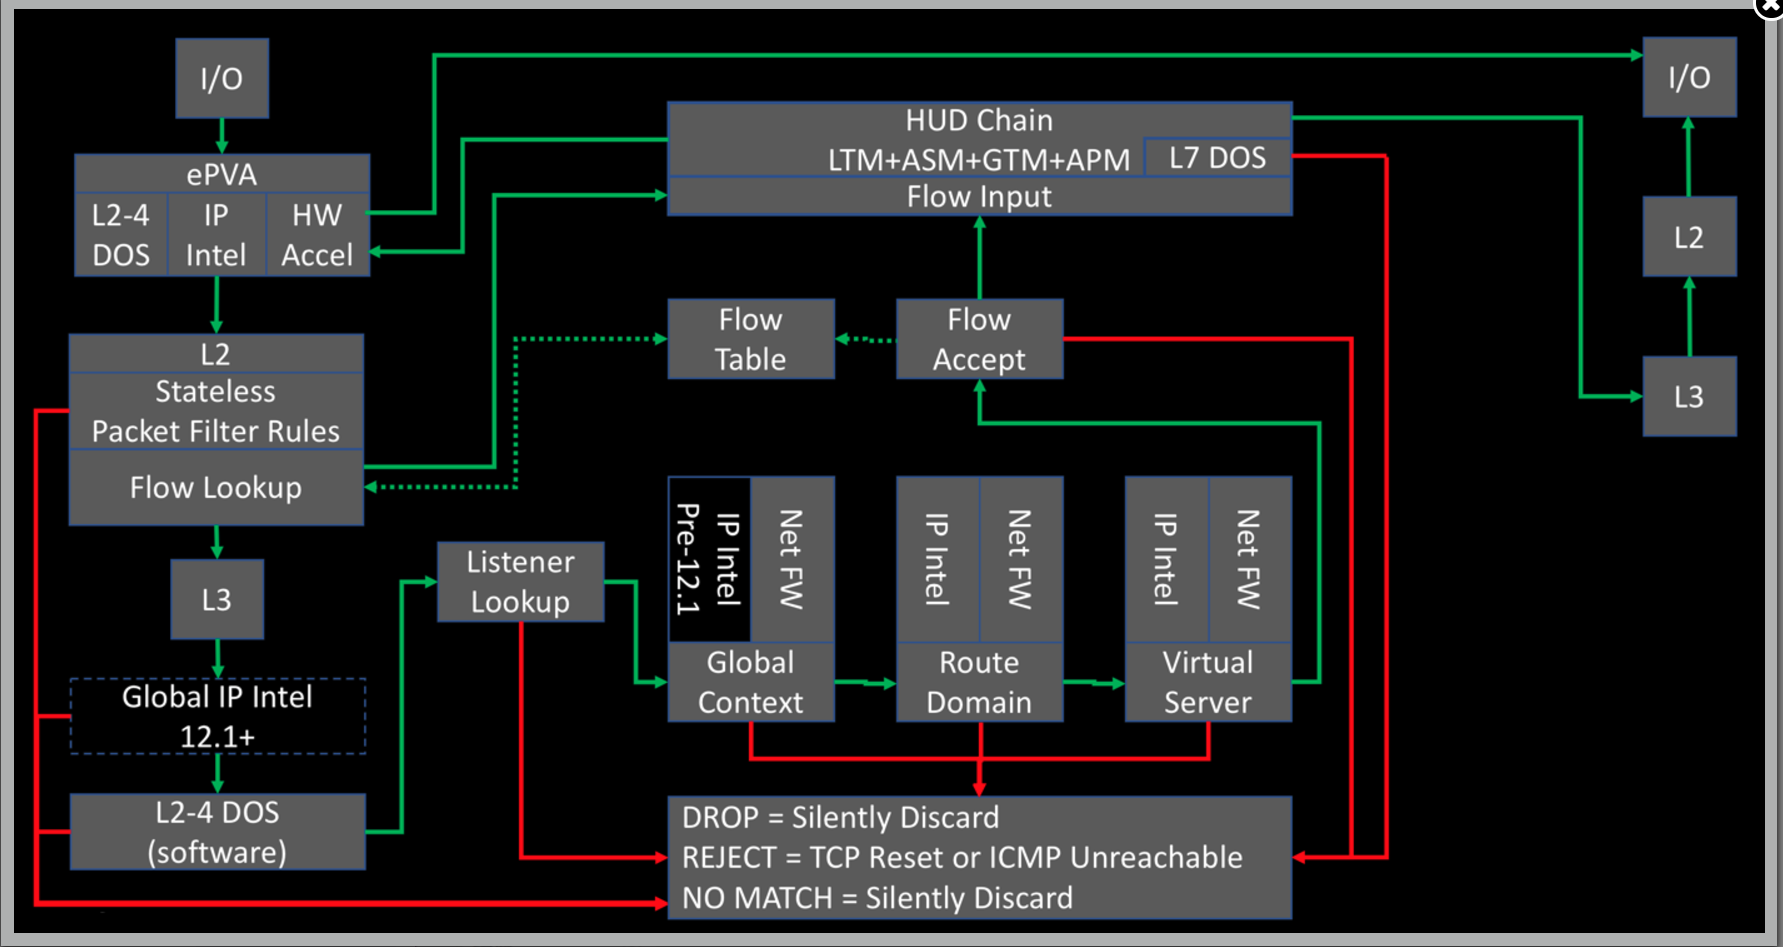 I/O
ePVA
L2-4
DOS
IP
Intel
HW
Accel
L2
Stateless
Packet Filter Rules
Flow Lookup
L3
Global IP Intel
12.1+
L2-4 DOS
(software)
Listener
Lookup
HUD Chain
LTM+ASM+GTM+APM
L7 DOS
Flow Input
Flow
Table
Flow
Accept
IP Intel
Pre-12.1
Net FW
Global
Context
IP Intel
Net FW
Route
Domain
IP Intel
Net FW
Virtual
Server
DROP = Silently Discard
REJECT = TCP Reset or ICMP Unreachable
NO MATCH = Silently Discard
I/O
L2
L3